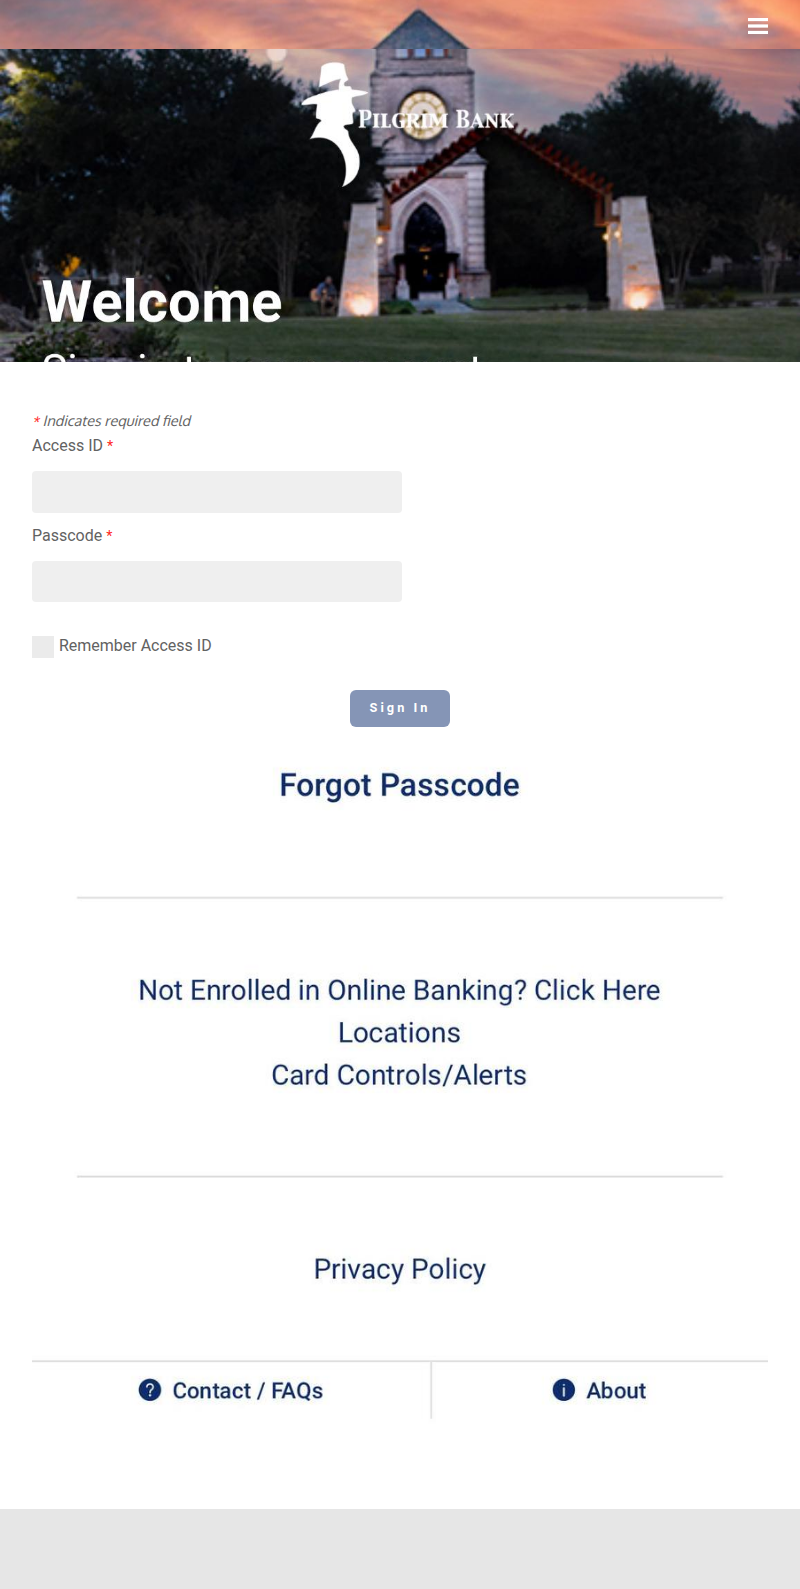 PILGRIM BANK
Welcome
* Indicates required field
Access ID *
Passcode *
Remember Access ID
Sign In
Forgot Passcode
Not Enrolled in Online Banking? Click Here
Locations
Card Controls/Alerts
Privacy Policy
? Contact / FAQs
i About